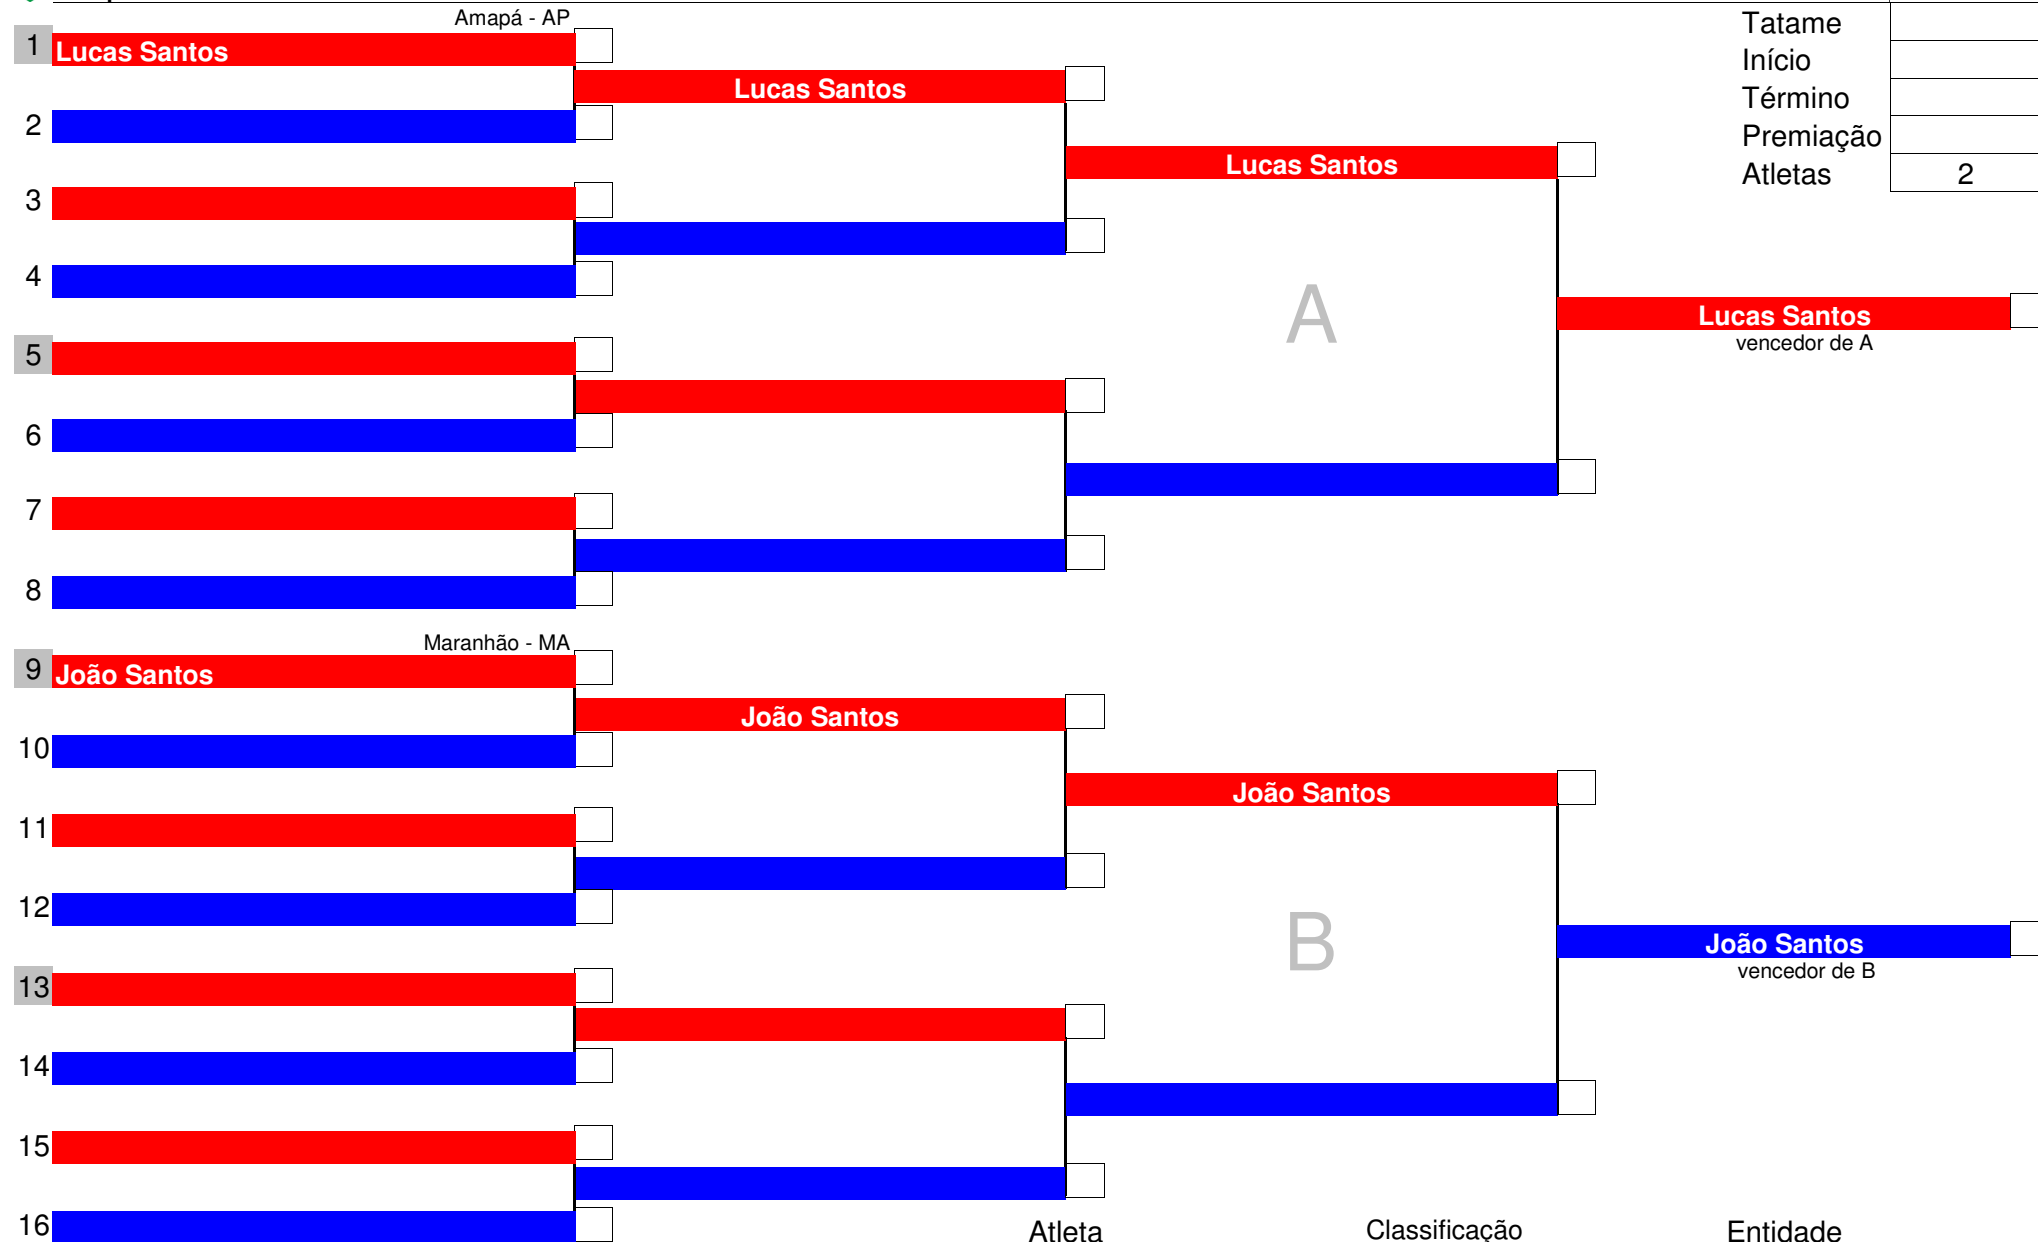 Amapá - AP
Tatame
1
Lucas Santos
Início
Lucas Santos
Término
2
Premiação
Lucas Santos
Atletas 2
3
4
A
Lucas Santos
vencedor de A
5
6
7
8
Maranhão - MA
9
João Santos
João Santos
10
João Santos
11
12
B
João Santos
vencedor de B
13
14
15
16
Atleta Classificação Entidade